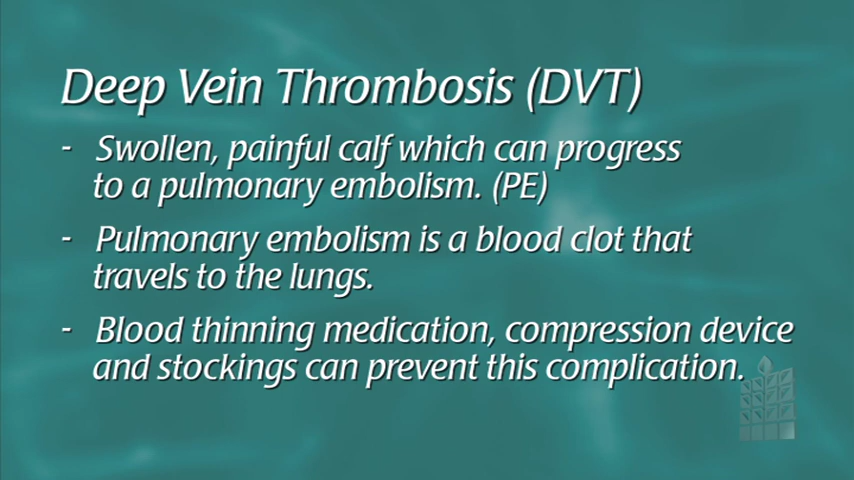 Deep Vein Thrombosis (DVT)
- Swollen, painful calf which can progress
to a pulmonary embolism. (PE)
- Pulmonary embolism is a blood clot that
travels to the lungs.
- Blood thinning medication, compression device
and stockings can prevent this complication.